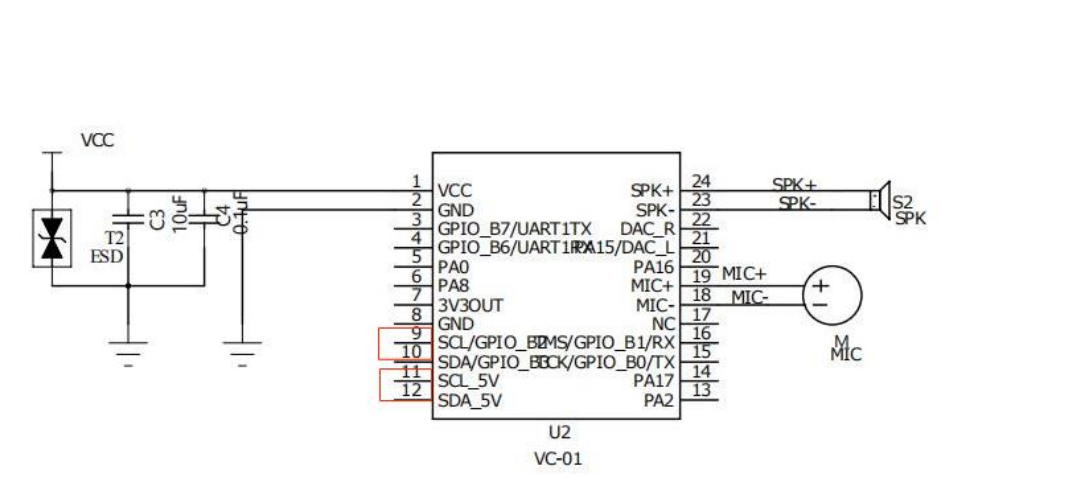 VCC
C3
10uF
C4
0.1uF
T2
ESD
1 VCC
2 GND
3 GPIO_B7/UART1TX
4 GPIO_B6/UART1RX
5 PA0
6 PA8
7 3V3OUT
8 GND
9 SCL/GPIO_B2
10 SDA/GPIO_B3
11 SCL_5V
12 SDA_5V
SPK+ 24
SPK- 23
DAC_R 22
PA15/DAC_L 21
PA16 20
MIC+ 19
MIC- 18
NC 17
TMS/GPIO_B1/RX 16
TCK/GPIO_B0/TX 15
PA17 14
PA2 13
SPK+
SPK-
S2
SPK
MIC+
MIC-
M
MIC
U2
VC-01